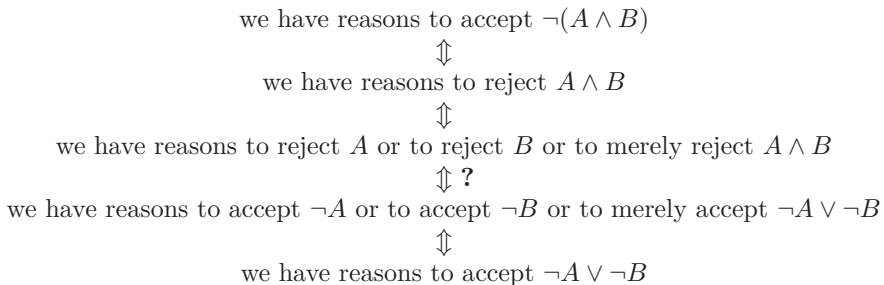 we have reasons to accept ¬(A ∧ B)
⇕
we have reasons to reject A ∧ B
⇕
we have reasons to reject A or to reject B or to merely reject A ∧ B
⇕ ?
we have reasons to accept ¬A or to accept ¬B or to merely accept ¬A ∨ ¬B
⇕
we have reasons to accept ¬A ∨ ¬B